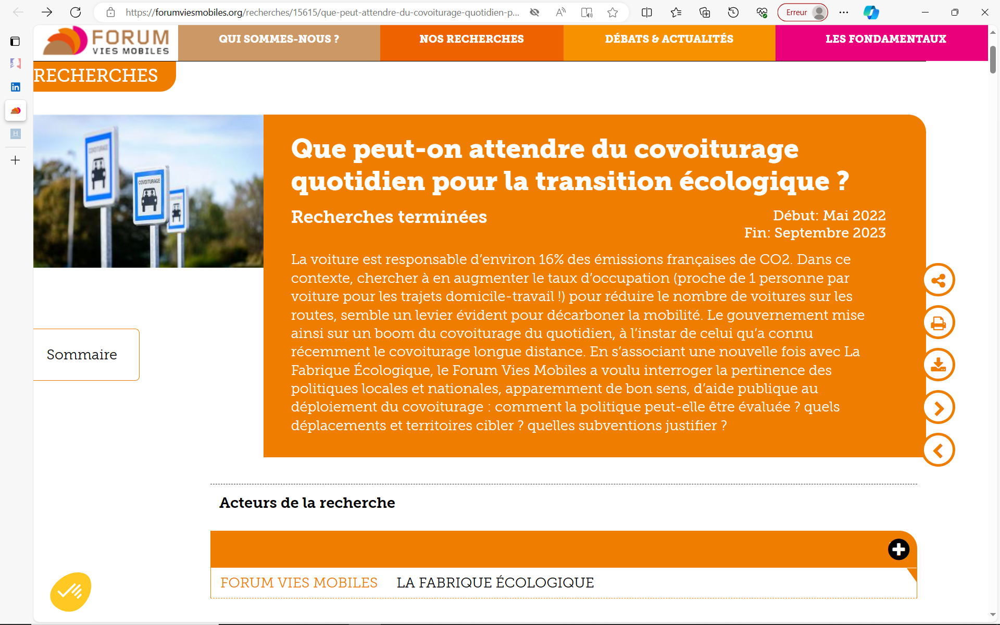 https://forumviesmobiles.org/recherches/15615/que-peut-attendre-du-covoiturage-quotidien-p...
Erreur
FORUM
VIES MOBILES
QUI SOMMES-NOUS ?
NOS RECHERCHES
DÉBATS & ACTUALITÉS
LES FONDAMENTAUX
RECHERCHES
COVOITURAGE
COVOITURAGE
COVOITURAGE
Que peut-on attendre du covoiturage
quotidien pour la transition écologique ?
Recherches terminées
Début: Mai 2022
Fin: Septembre 2023
La voiture est responsable d’environ 16% des émissions françaises de CO2. Dans ce
contexte, chercher à en augmenter le taux d’occupation (proche de 1 personne par
voiture pour les trajets domicile-travail !) pour réduire le nombre de voitures sur les
routes, semble un levier évident pour décarboner la mobilité. Le gouvernement mise
ainsi sur un boom du covoiturage du quotidien, à l’instar de celui qu’a connu
récemment le covoiturage longue distance. En s’associant une nouvelle fois avec La
Fabrique Écologique, le Forum Vies Mobiles a voulu interroger la pertinence des
politiques locales et nationales, apparemment de bon sens, d’aide publique au
déploiement du covoiturage : comment la politique peut-elle être évaluée ? quels
déplacements et territoires cibler ? quelles subventions justifier ?
Sommaire
Acteurs de la recherche
FORUM VIES MOBILES LA FABRIQUE ÉCOLOGIQUE